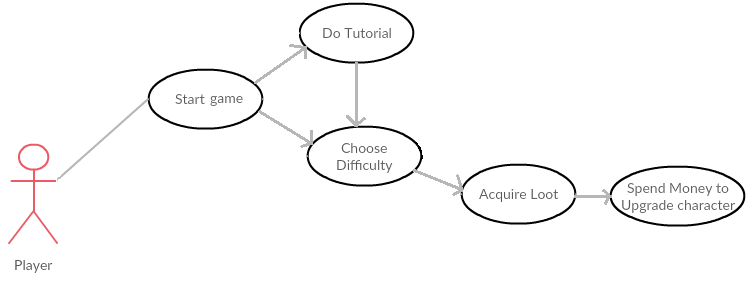 Do Tutorial
Start game
Choose
Difficulty
Acquire Loot
Spend Money to
Upgrade character
Player